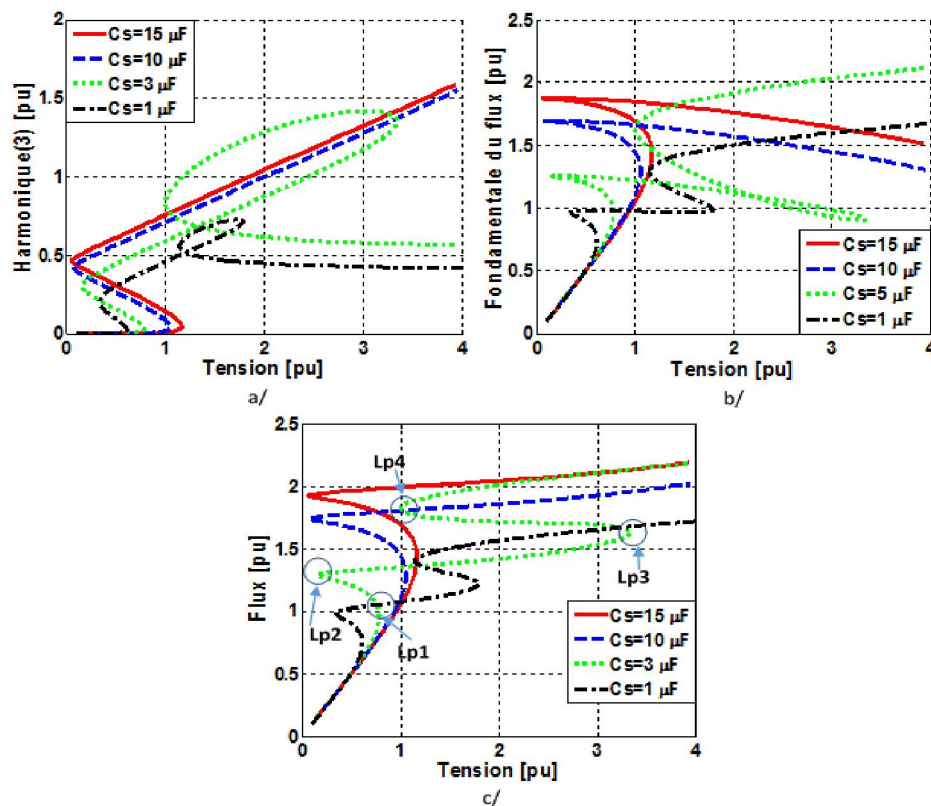 2
1.5
1
0.5
0
0 1 2 3 4
Harmonique(3) [pu]
Tension [pu]
Cs=15 µF
Cs=10 µF
Cs=3 µF
Cs=1 µF
a/
2.5
2
1.5
1
0.5
0
0 1 2 3 4
Fondamentale du flux [pu]
Tension [pu]
Cs=15 µF
Cs=10 µF
Cs=5 µF
Cs=1 µF
b/
2.5
2
1.5
1
0.5
0
0 1 2 3 4
Flux [pu]
Tension [pu]
Lp4
Lp3
Lp2
Lp1
Cs=15 µF
Cs=10 µF
Cs=3 µF
Cs=1 µF
c/